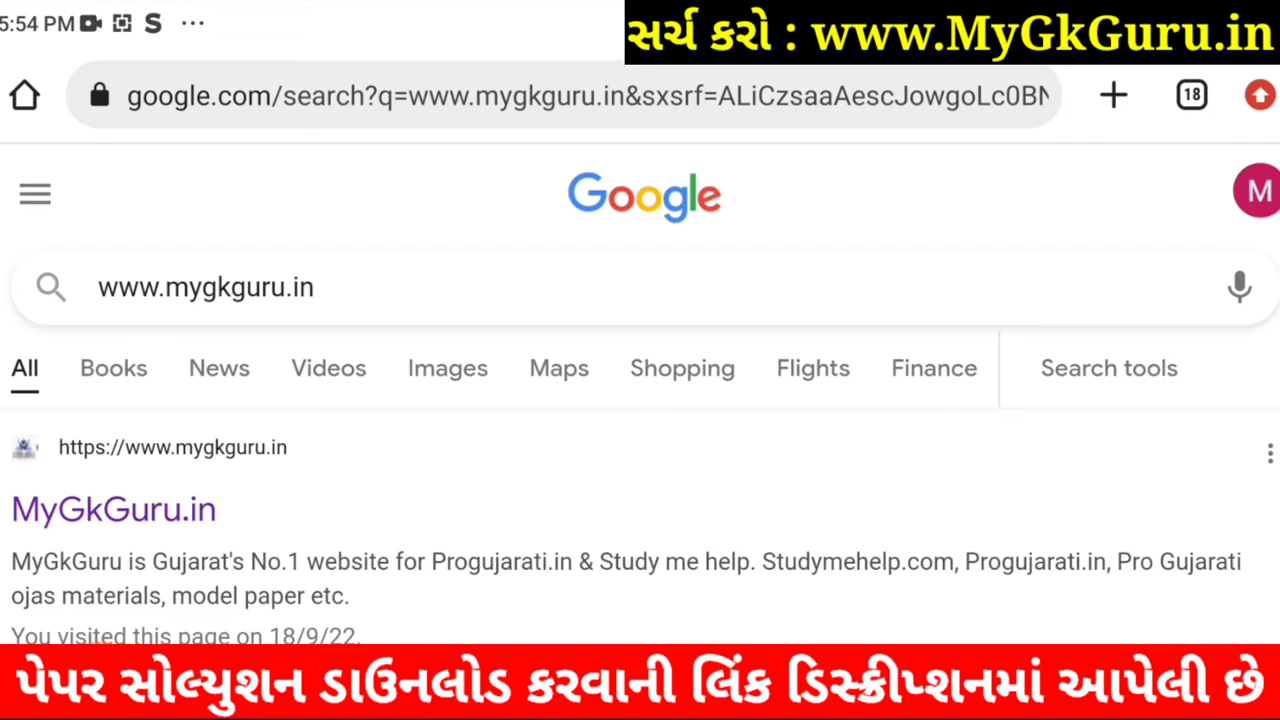 5:54 PM S ...
સર્ચ કરો : www.MyGkGuru.in
google.com/search?q=www.mygkguru.in&sxsrf=ALiCzsaaAescJowgoLc0BN
18
Google
M
www.mygkguru.in
All Books News Videos Images Maps Shopping Flights Finance Search tools
https://www.mygkguru.in
MyGkGuru.in
MyGkGuru is Gujarat's No.1 website for Progujarati.in & Study me help. Studymehelp.com, Progujarati.in, Pro Gujarati
ojas materials, model paper etc.
You visited this page on 18/9/22.
પેપર સોલ્યુશન ડાઉનલોડ કરવાની લિંક ડિસ્ક્રીપ્શનમાં આપેલી છે